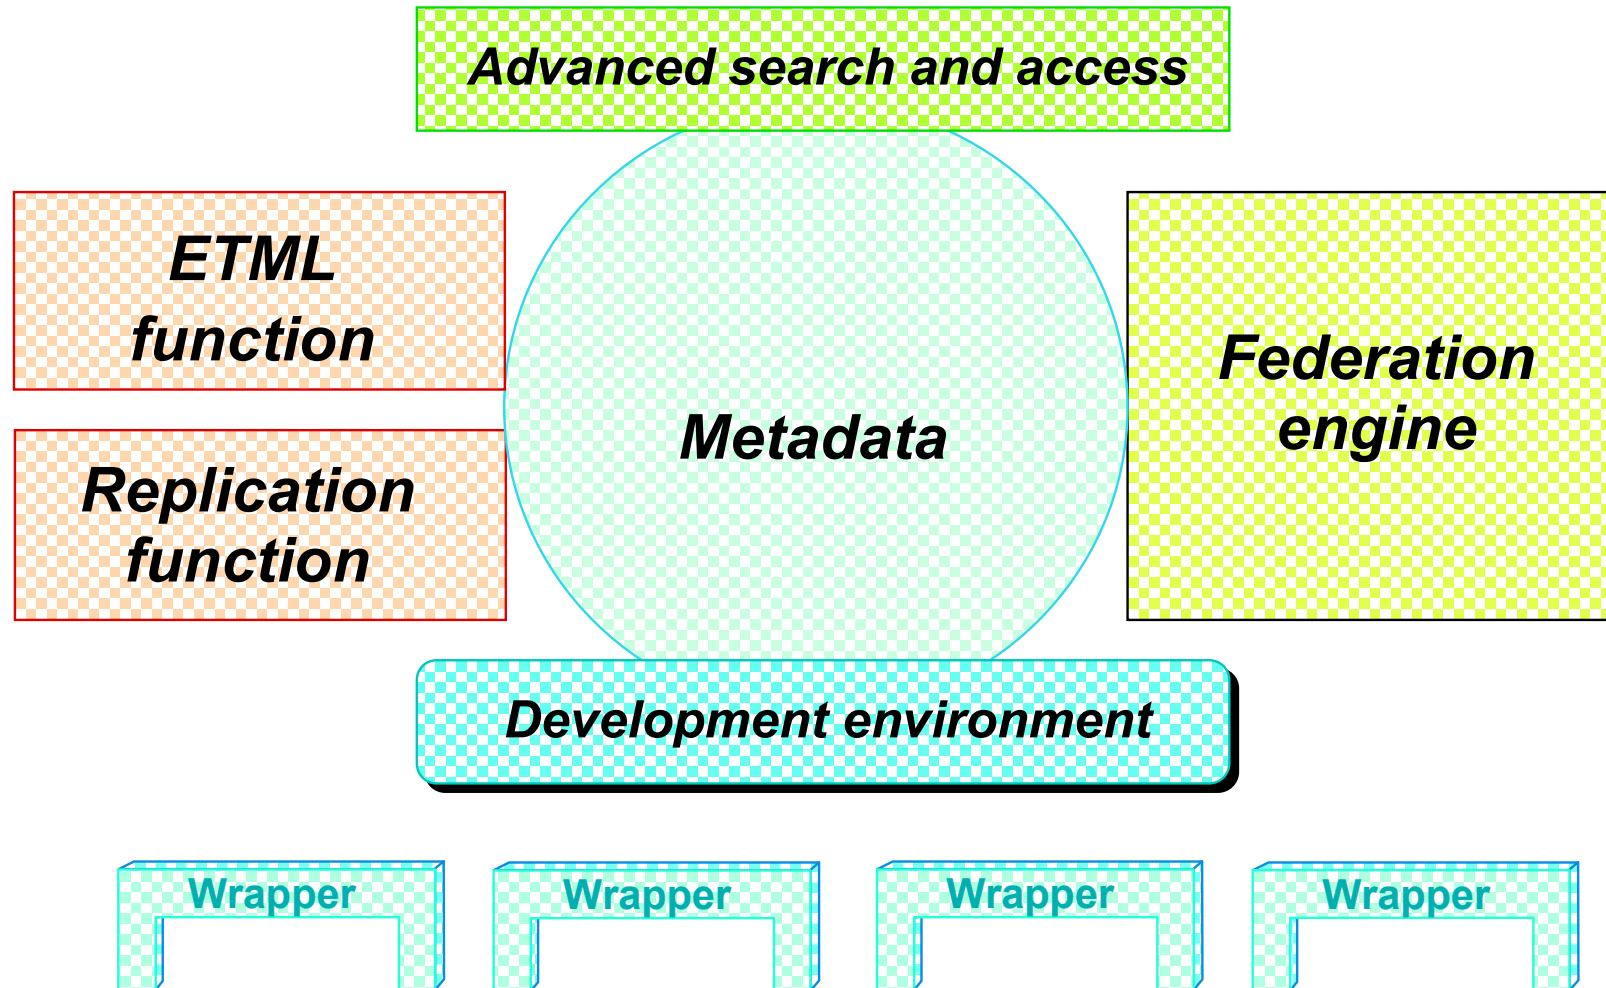 Advanced search and access
ETML
function
Federation
engine
Metadata
Replication
function
Development environment
Wrapper
Wrapper
Wrapper
Wrapper